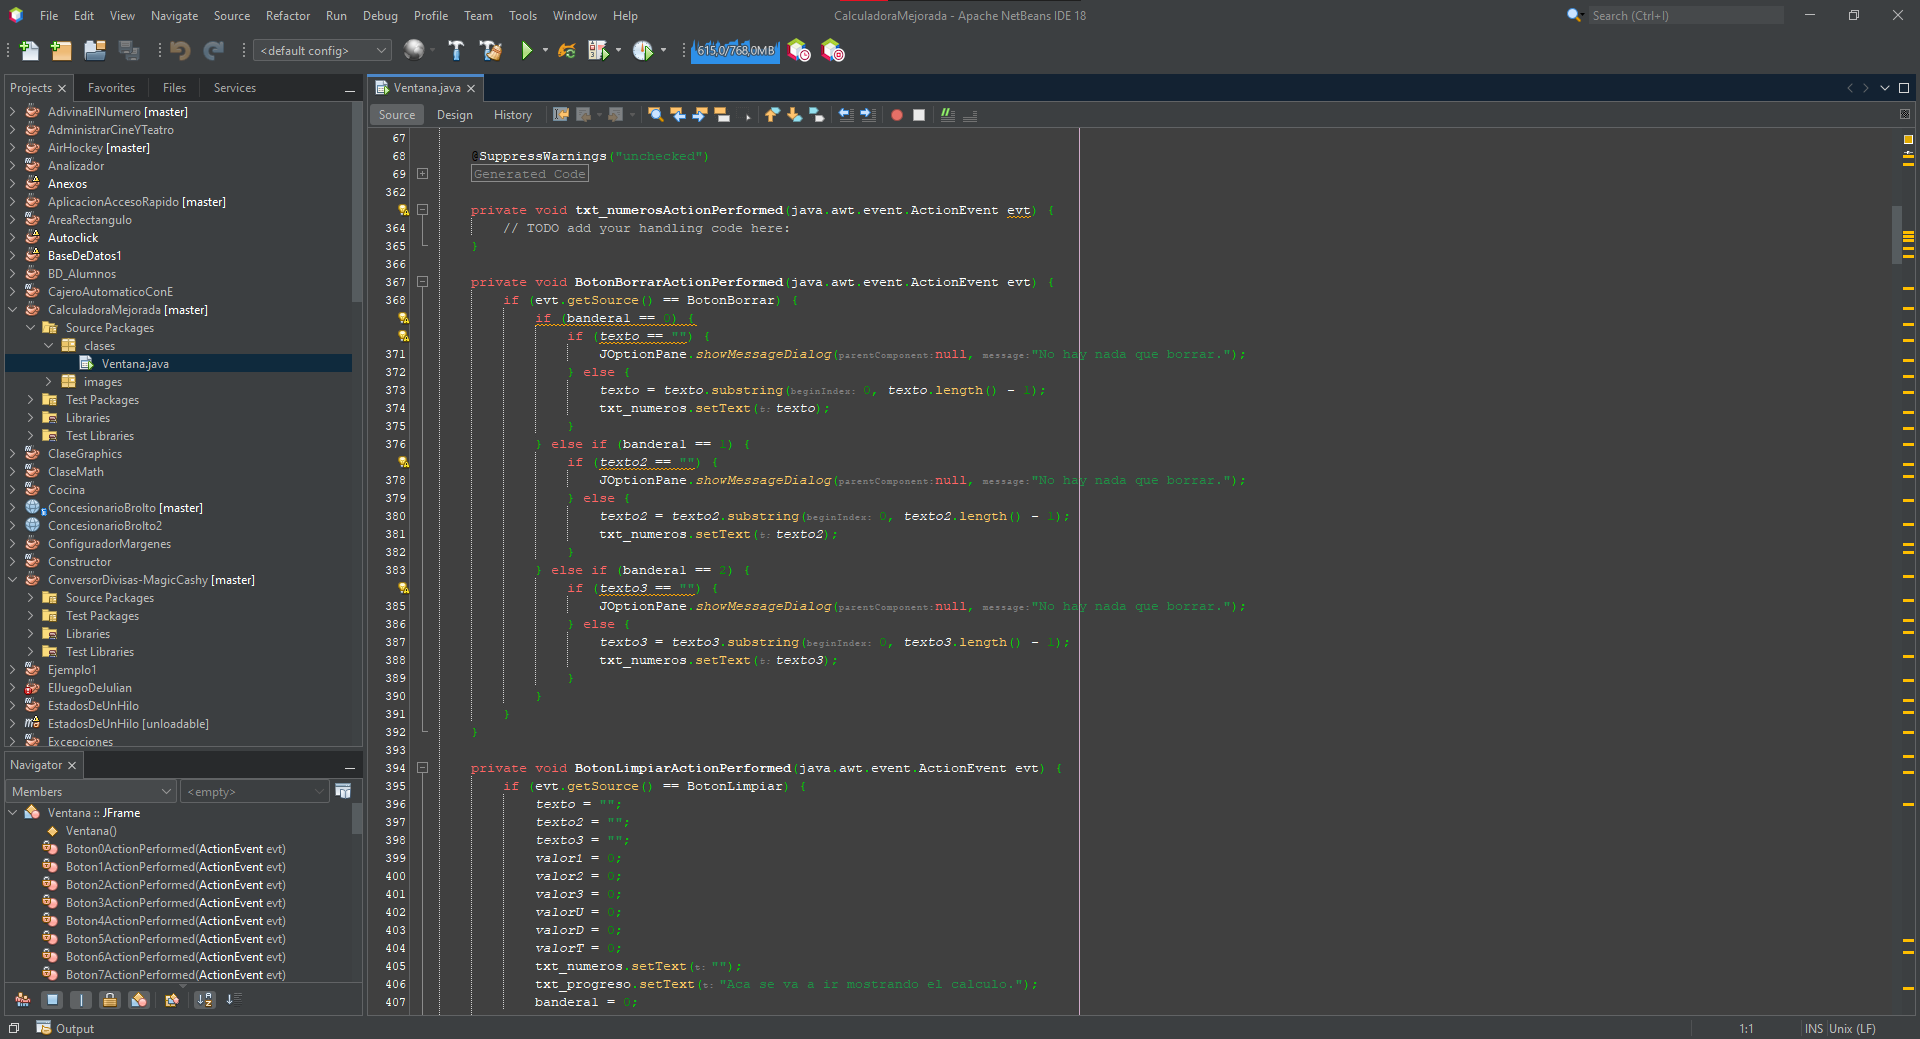 File Edit View Navigate Source Refactor Run Debug Profile Team Tools Window Help
CalculadoraMejorada - Apache NetBeans IDE 18
Search (Ctrl+I)
<default config>
615,0/768,0MB
Projects Favorites Files Services
AdivinaElNumero [master]
AdministrarCineYTeatro
AirHockey [master]
Analizador
Anexos
AplicacionAccesoRapido [master]
AreaRectangulo
Autoclick
BaseDeDatos1
BD_Alumnos
CajeroAutomaticoConE
CalculadoraMejorada [master]
Source Packages
clases
Ventana.java
images
Test Packages
Libraries
Test Libraries
ClaseGraphics
ClaseMath
Cocina
ConcesionarioBrolto [master]
ConcesionarioBrolto2
ConfiguradorMargenes
Constructor
ConversorDivisas-MagicCashy [master]
Source Packages
Test Packages
Libraries
Test Libraries
Ejemplo1
ElJuegoDeJulian
EstadosDeUnHilo
EstadosDeUnHilo [unloadable]
Excepciones
Navigator
Members <empty>
Ventana :: JFrame
Ventana()
Boton0ActionPerformed(ActionEvent evt)
Boton1ActionPerformed(ActionEvent evt)
Boton2ActionPerformed(ActionEvent evt)
Boton3ActionPerformed(ActionEvent evt)
Boton4ActionPerformed(ActionEvent evt)
Boton5ActionPerformed(ActionEvent evt)
Boton6ActionPerformed(ActionEvent evt)
Boton7ActionPerformed(ActionEvent evt)
Ventana.java
Source Design History
67
68 @SuppressWarnings("unchecked")
69 Generated Code
362
private void txt_numerosActionPerformed(java.awt.event.ActionEvent evt) {
364 // TODO add your handling code here:
365 }
366
367 private void BotonBorrarActionPerformed(java.awt.event.ActionEvent evt) {
368 if (evt.getSource() == BotonBorrar) {
if (banderal == 0) {
if (texto == "") {
371 JOptionPane.showMessageDialog(parentComponent:null, message:"No hay nada que borrar.");
372 } else {
373 texto = texto.substring(beginIndex: 0, texto.length() - 1);
374 txt_numeros.setText(t: texto);
375 }
376 } else if (banderal == 1) {
if (texto2 == "") {
378 JOptionPane.showMessageDialog(parentComponent:null, message:"No hay nada que borrar.");
379 } else {
380 texto2 = texto2.substring(beginIndex: 0, texto2.length() - 1);
381 txt_numeros.setText(t: texto2);
382 }
383 } else if (banderal == 2) {
if (texto3 == "") {
385 JOptionPane.showMessageDialog(parentComponent:null, message:"No hay nada que borrar.");
386 } else {
387 texto3 = texto3.substring(beginIndex: 0, texto3.length() - 1);
388 txt_numeros.setText(t: texto3);
389 }
390 }
391 }
392 }
393
394 private void BotonLimpiarActionPerformed(java.awt.event.ActionEvent evt) {
395 if (evt.getSource() == BotonLimpiar) {
396 texto = "";
397 texto2 = "";
398 texto3 = "";
399 valor1 = 0;
400 valor2 = 0;
401 valor3 = 0;
402 valorU = 0;
403 valorD = 0;
404 valorT = 0;
405 txt_numeros.setText(t: "");
406 txt_progreso.setText(t: "Aca se va a ir mostrando el calculo.");
407 banderal = 0;
Output
1:1 INS Unix (LF)